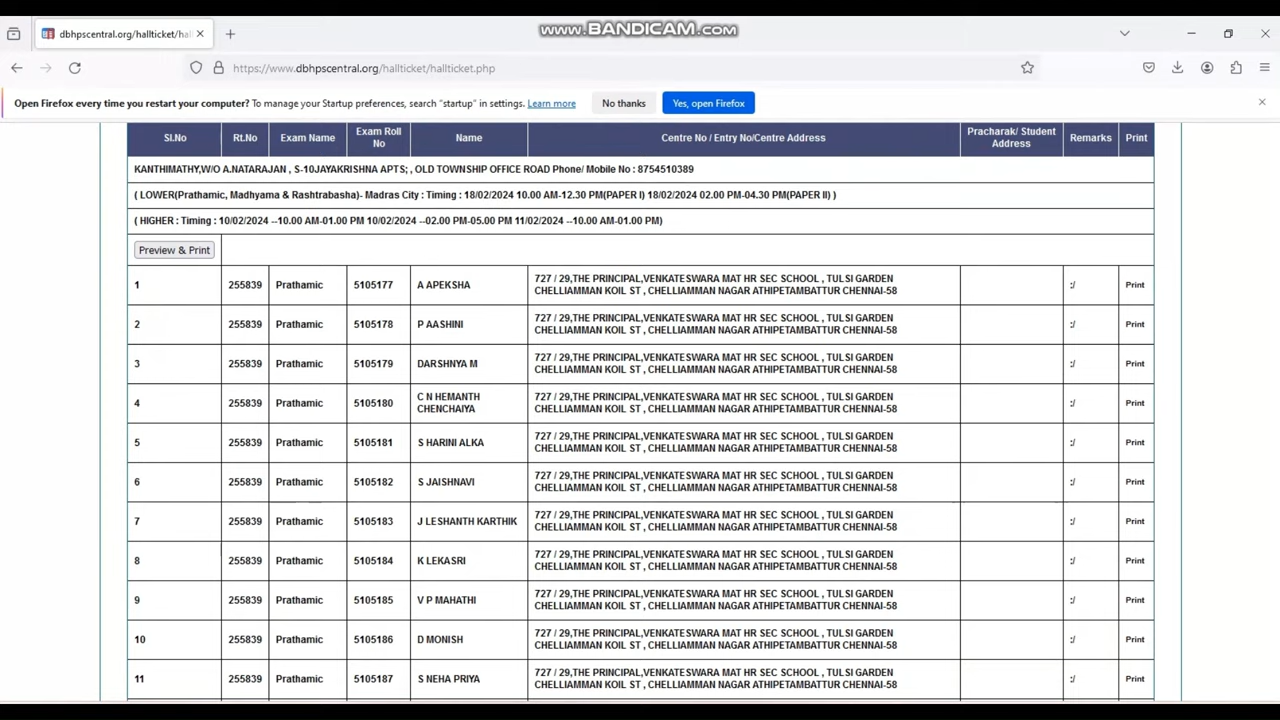 www.BANDICAM.com
dbhpscentral.org/hallticket/hal
https://www.dbhpscentral.org/hallticket/hallticket.php
Open Firefox every time you restart your computer? To manage your Startup preferences, search “startup” in settings. Learn more No thanks Yes, open Firefox
Sl.No Rt.No Exam Name Exam Roll No Name Centre No / Entry No/Centre Address Pracharak/ Student Address Remarks Print
KANTHIMATHY,W/O A.NATARAJAN , S-10JAYAKRISHNA APTS; , OLD TOWNSHIP OFFICE ROAD Phone/ Mobile No : 8754510389
( LOWER(Prathamic, Madhyama & Rashtrabasha)- Madras City : Timing : 18/02/2024 10.00 AM-12.30 PM(PAPER I) 18/02/2024 02.00 PM-04.30 PM(PAPER II) )
( HIGHER : Timing : 10/02/2024 --10.00 AM-01.00 PM 10/02/2024 --02.00 PM-05.00 PM 11/02/2024 --10.00 AM-01.00 PM)
Preview & Print
1 255839 Prathamic 5105177 A APEKSHA 727 / 29,THE PRINCIPAL,VENKATESWARA MAT HR SEC SCHOOL , TULSI GARDEN :/ Print
CHELLIAMMAN KOIL ST , CHELLIAMMAN NAGAR ATHIPETAMBATTUR CHENNAI-58
2 255839 Prathamic 5105178 P AASHINI 727 / 29,THE PRINCIPAL,VENKATESWARA MAT HR SEC SCHOOL , TULSI GARDEN :/ Print
CHELLIAMMAN KOIL ST , CHELLIAMMAN NAGAR ATHIPETAMBATTUR CHENNAI-58
3 255839 Prathamic 5105179 DARSHNYA M 727 / 29,THE PRINCIPAL,VENKATESWARA MAT HR SEC SCHOOL , TULSI GARDEN :/ Print
CHELLIAMMAN KOIL ST , CHELLIAMMAN NAGAR ATHIPETAMBATTUR CHENNAI-58
4 255839 Prathamic 5105180 C N HEMANTH 727 / 29,THE PRINCIPAL,VENKATESWARA MAT HR SEC SCHOOL , TULSI GARDEN :/ Print
CHENCHAIYA CHELLIAMMAN KOIL ST , CHELLIAMMAN NAGAR ATHIPETAMBATTUR CHENNAI-58
5 255839 Prathamic 5105181 S HARINI ALKA 727 / 29,THE PRINCIPAL,VENKATESWARA MAT HR SEC SCHOOL , TULSI GARDEN :/ Print
CHELLIAMMAN KOIL ST , CHELLIAMMAN NAGAR ATHIPETAMBATTUR CHENNAI-58
6 255839 Prathamic 5105182 S JAISHNAVI 727 / 29,THE PRINCIPAL,VENKATESWARA MAT HR SEC SCHOOL , TULSI GARDEN :/ Print
CHELLIAMMAN KOIL ST , CHELLIAMMAN NAGAR ATHIPETAMBATTUR CHENNAI-58
7 255839 Prathamic 5105183 J LESHANTH KARTHIK 727 / 29,THE PRINCIPAL,VENKATESWARA MAT HR SEC SCHOOL , TULSI GARDEN :/ Print
CHELLIAMMAN KOIL ST , CHELLIAMMAN NAGAR ATHIPETAMBATTUR CHENNAI-58
8 255839 Prathamic 5105184 K LEKASRI 727 / 29,THE PRINCIPAL,VENKATESWARA MAT HR SEC SCHOOL , TULSI GARDEN :/ Print
CHELLIAMMAN KOIL ST , CHELLIAMMAN NAGAR ATHIPETAMBATTUR CHENNAI-58
9 255839 Prathamic 5105185 V P MAHATHI 727 / 29,THE PRINCIPAL,VENKATESWARA MAT HR SEC SCHOOL , TULSI GARDEN :/ Print
CHELLIAMMAN KOIL ST , CHELLIAMMAN NAGAR ATHIPETAMBATTUR CHENNAI-58
10 255839 Prathamic 5105186 D MONISH 727 / 29,THE PRINCIPAL,VENKATESWARA MAT HR SEC SCHOOL , TULSI GARDEN :/ Print
CHELLIAMMAN KOIL ST , CHELLIAMMAN NAGAR ATHIPETAMBATTUR CHENNAI-58
11 255839 Prathamic 5105187 S NEHA PRIYA 727 / 29,THE PRINCIPAL,VENKATESWARA MAT HR SEC SCHOOL , TULSI GARDEN :/ Print
CHELLIAMMAN KOIL ST , CHELLIAMMAN NAGAR ATHIPETAMBATTUR CHENNAI-58